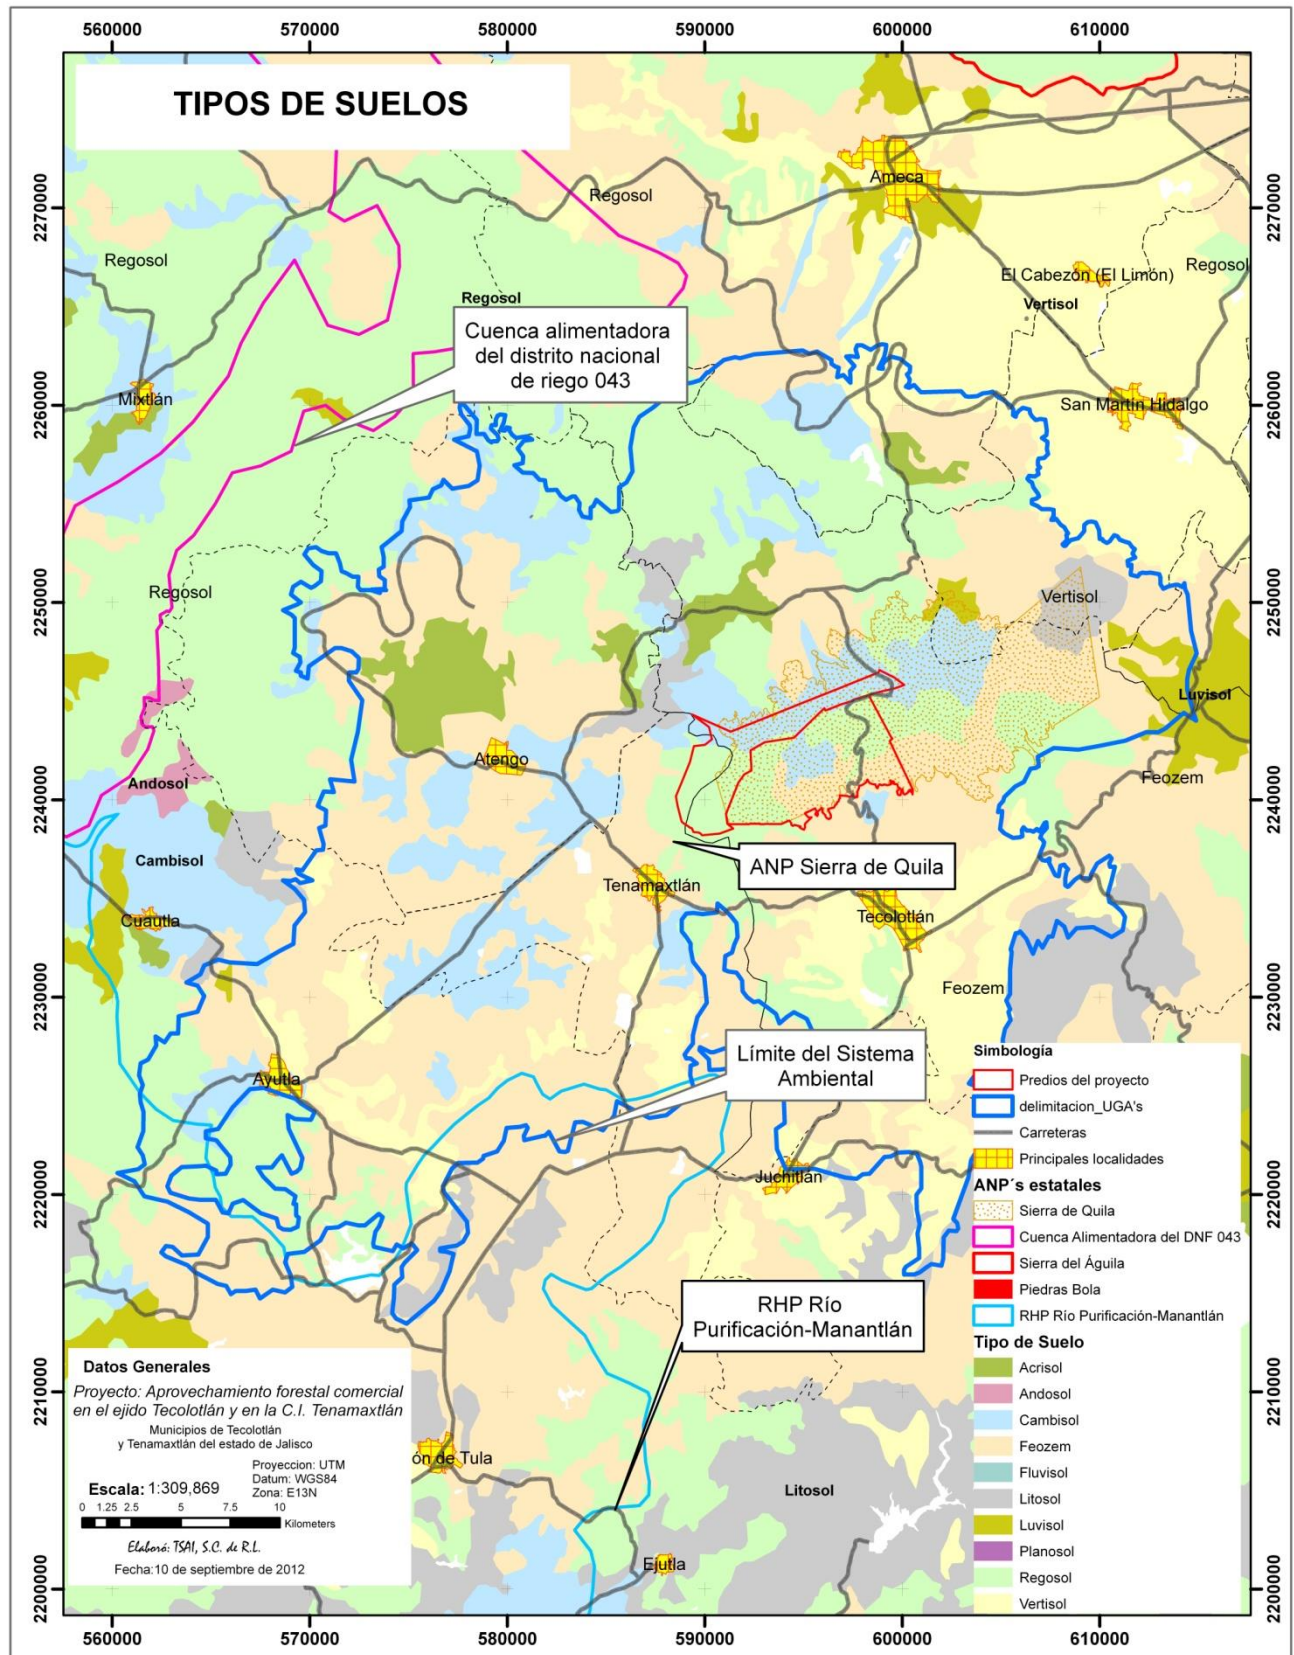 560000 570000 580000 590000 600000 610000
TIPOS DE SUELOS
2270000
2270000
Ameca
Regosol
Regosol
El Cabezón (El Limón)
Regosol
Regosol
Vertisol
Cuenca alimentadora
del distrito nacional
de riego 043
2260000
2260000
Mixtlán
San Martín Hidalgo
2250000
2250000
Regosol
Vertisol
Luvisol
Atengo
Andosol
Feozem
2240000
2240000
Cambisol
ANP Sierra de Quila
Tenamaxtlán
Cuautla
Tecolotlán
2230000
2230000
Feozem
Límite del Sistema
Ambiental
Ayutla
Juchitlán
2220000
2220000
RHP Río
Purificación-Manantlán
2210000
2210000
ón de Tula
Litosol
Ejutla
2200000
2200000
Simbología
Predios del proyecto
delimitacion_UGA's
Carreteras
Principales localidades
ANP´s estatales
Sierra de Quila
Cuenca Alimentadora del DNF 043
Sierra del Águila
Piedras Bola
RHP Río Purificación-Manantlán
Tipo de Suelo
Acrisol
Andosol
Cambisol
Feozem
Fluvisol
Litosol
Luvisol
Planosol
Regosol
Vertisol
Datos Generales
Proyecto: Aprovechamiento forestal comercial
en el ejido Tecolotlán y en la C.I. Tenamaxtlán
Municipios de Tecolotlán
y Tenamaxtlán del estado de Jalisco
Escala: 1:309,869
Proyeccion: UTM
Datum: WGS84
Zona: E13N
0 1.25 2.5 5 7.5 10
Kilometers
Elaboró: TSAI, S.C. de R.L.
Fecha:10 de septiembre de 2012
560000 570000 580000 590000 600000 610000